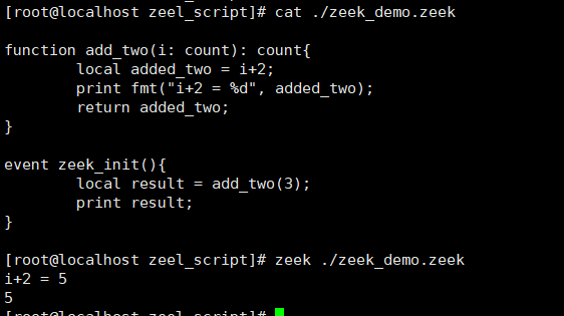 [root@localhost zeel_script]# cat ./zeek_demo.zeek
function add_two(i: count): count{
        local added_two = i+2;
        print fmt("i+2 = %d", added_two);
        return added_two;
}
event zeek_init(){
        local result = add_two(3);
        print result;
}
[root@localhost zeel_script]# zeek ./zeek_demo.zeek
i+2 = 5
5
[root@localhost zeel_script]#